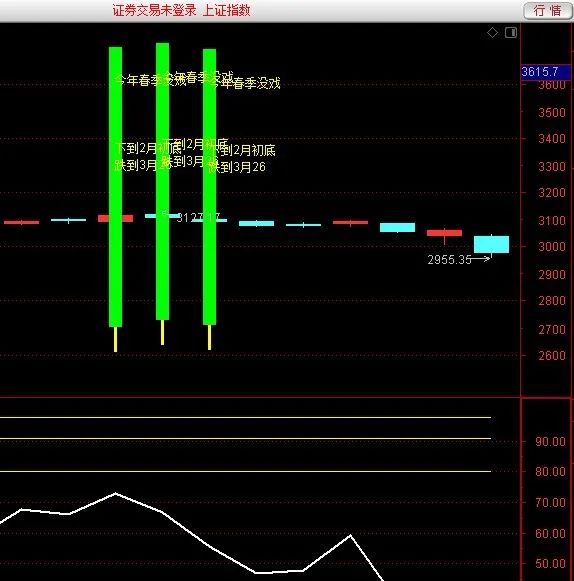 证券交易未登录 上证指数
行 情
3615.7
3600
今年春季没戏
今年春季没戏
今年春季没戏
3500
3400
下到2月初底
下到2月初底
下到2月初底
跌到3月26
跌到3月26
跌到3月26
3300
3200
3127.17
3100
3000
2955.35
2900
2800
2700
2600
90.00
80.00
70.00
60.00
50.00